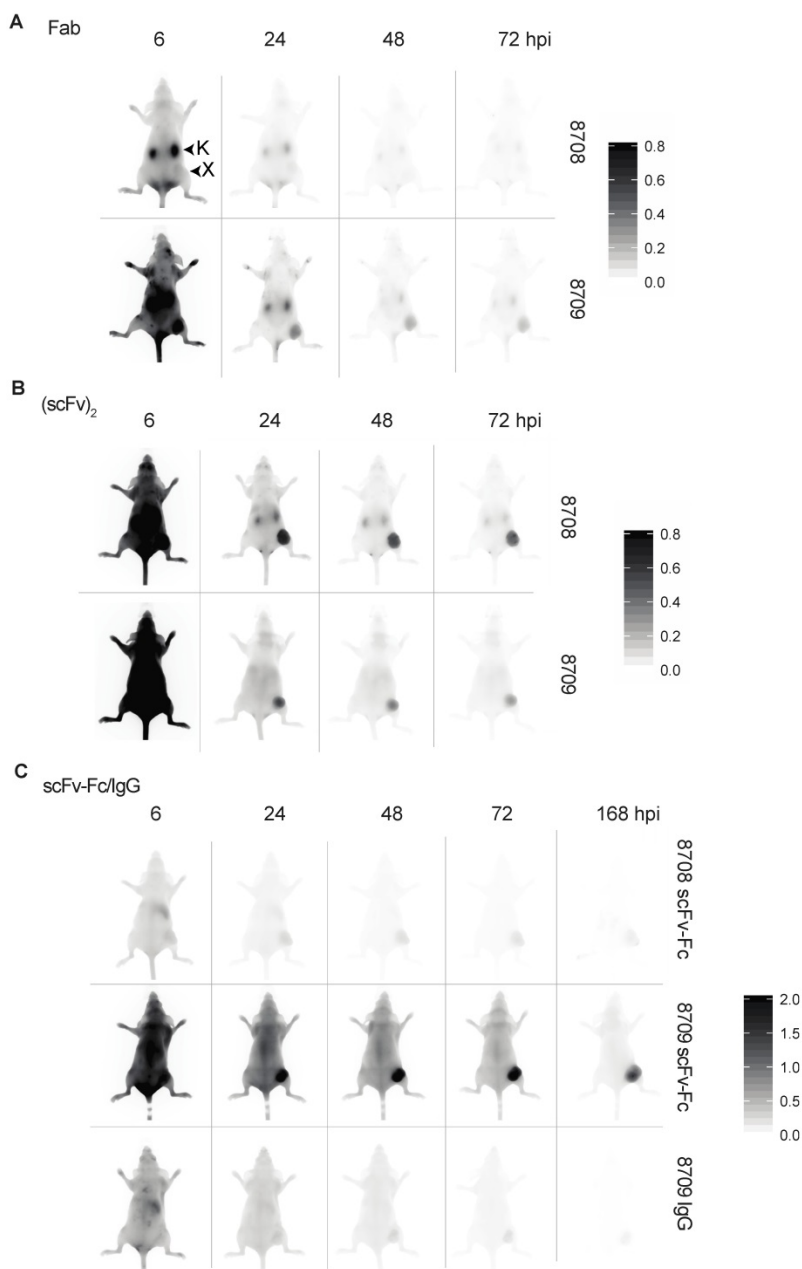 A Fab
6 24 48 72 hpi
K
X
8708
0.8
0.6
0.4
0.2
0.0
8709
B (scFv)2
6 24 48 72 hpi
8708
0.8
0.6
0.4
0.2
0.0
8709
C scFv-Fc/IgG
6 24 48 72 168 hpi
8708 scFv-Fc
8709 scFv-Fc
2.0
1.5
1.0
0.5
0.0
8709 IgG